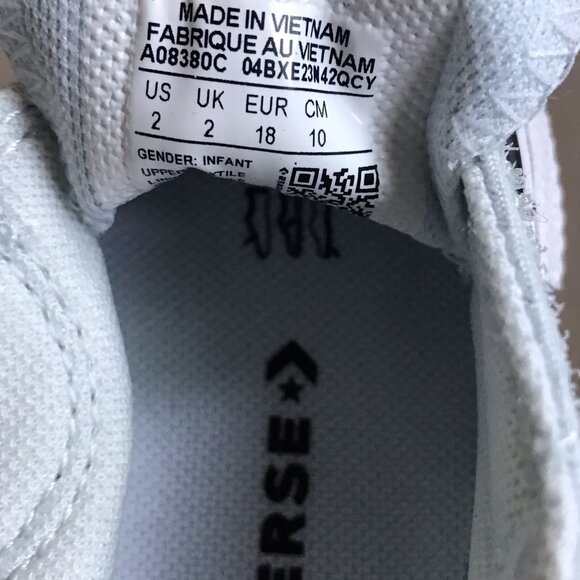 MADE IN VIETNAM
FABRIQUE AU VIETNAM
A08380C 04BXE23N42QCY
US UK EUR CM
2 2 18 10
GENDER: INFANT
ERSE